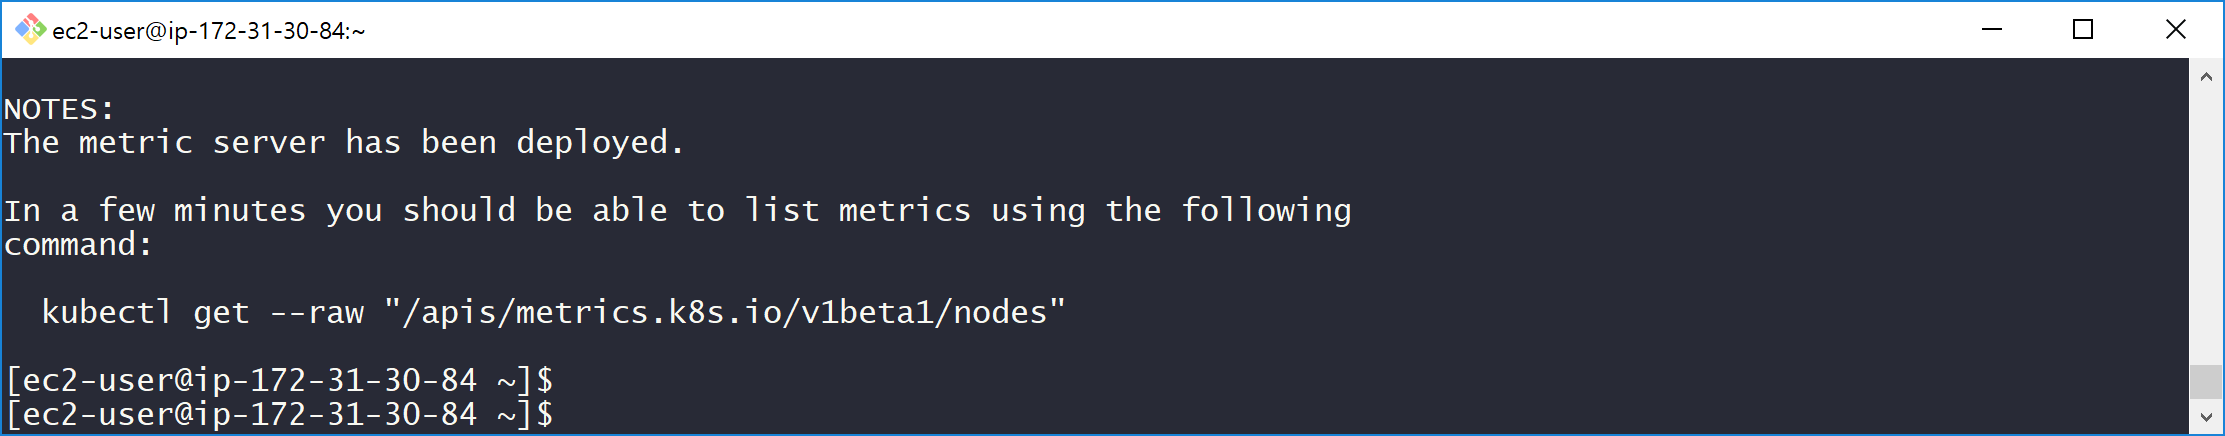 ec2-user@ip-172-31-30-84:~
NOTES:
The metric server has been deployed.
In a few minutes you should be able to list metrics using the following
command:
kubectl get --raw "/apis/metrics.k8s.io/v1beta1/nodes"
[ec2-user@ip-172-31-30-84 ~]$
[ec2-user@ip-172-31-30-84 ~]$